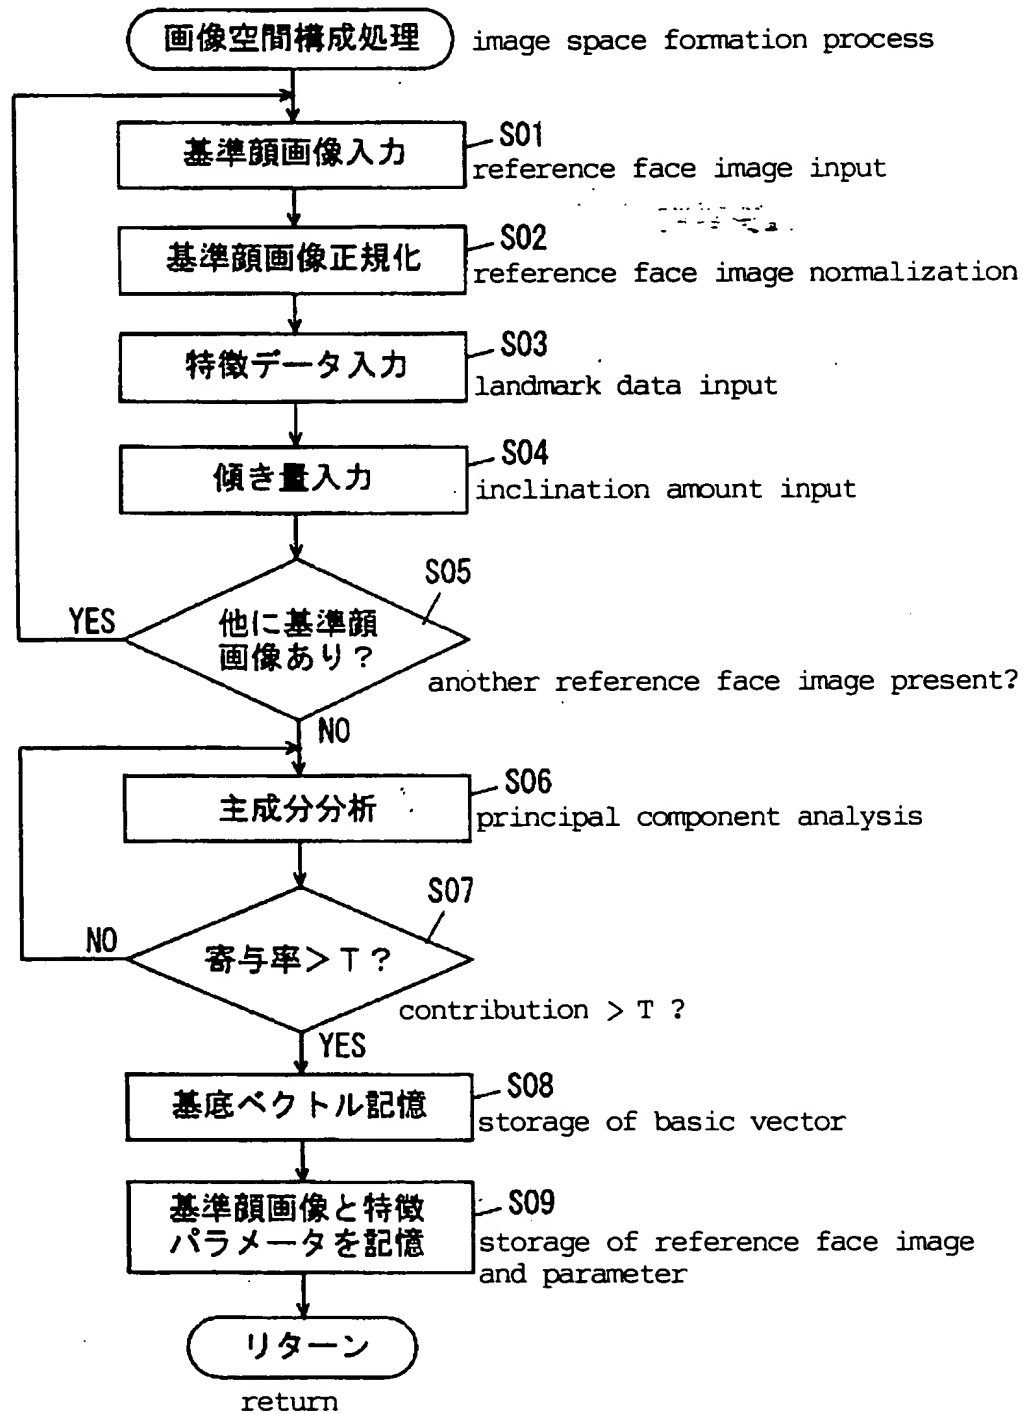 画像空間構成処理
image space formation process
基準顔画像入力
S01
reference face image input
基準顔画像正規化
S02
reference face image normalization
特徴データ入力
S03
landmark data input
傾き量入力
S04
inclination amount input
S05
YES
他に基準顔
画像あり？
another reference face image present?
NO
主成分分析
S06
principal component analysis
S07
NO
寄与率＞T？
contribution > T ?
YES
基底ベクトル記憶
S08
storage of basic vector
基準顔画像と特徴
パラメータを記憶
S09
storage of reference face image
and parameter
リターン
return